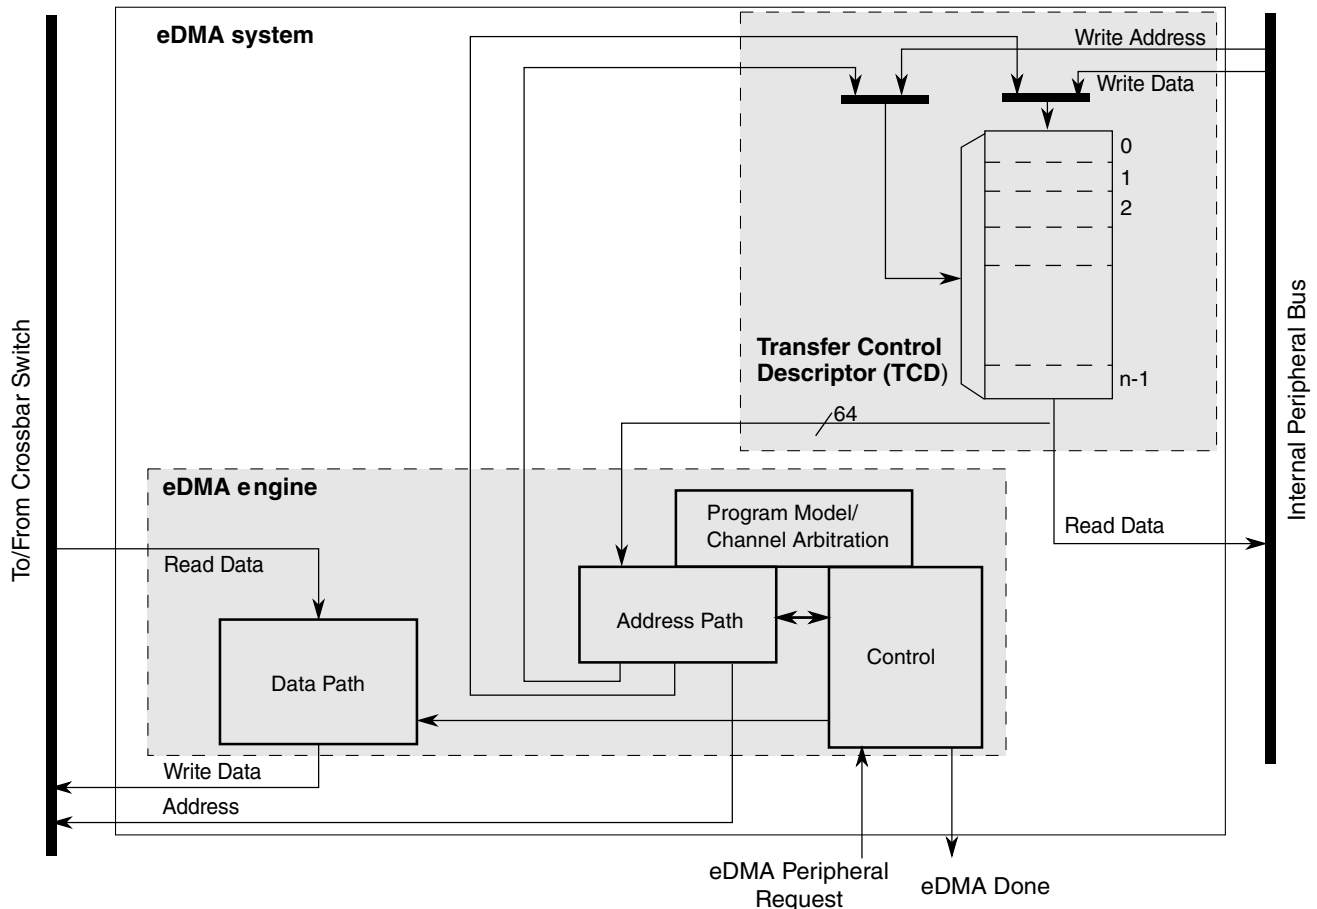 eDMA system
Write Address
Write Data
0
1
2
n-1
Transfer Control
Descriptor (TCD)
64
To/From Crossbar Switch
Internal Peripheral Bus
eDMA engine
Program Model/
Channel Arbitration
Read Data
Read Data
Address Path
Control
Data Path
Write Data
Address
eDMA Peripheral
Request
eDMA Done